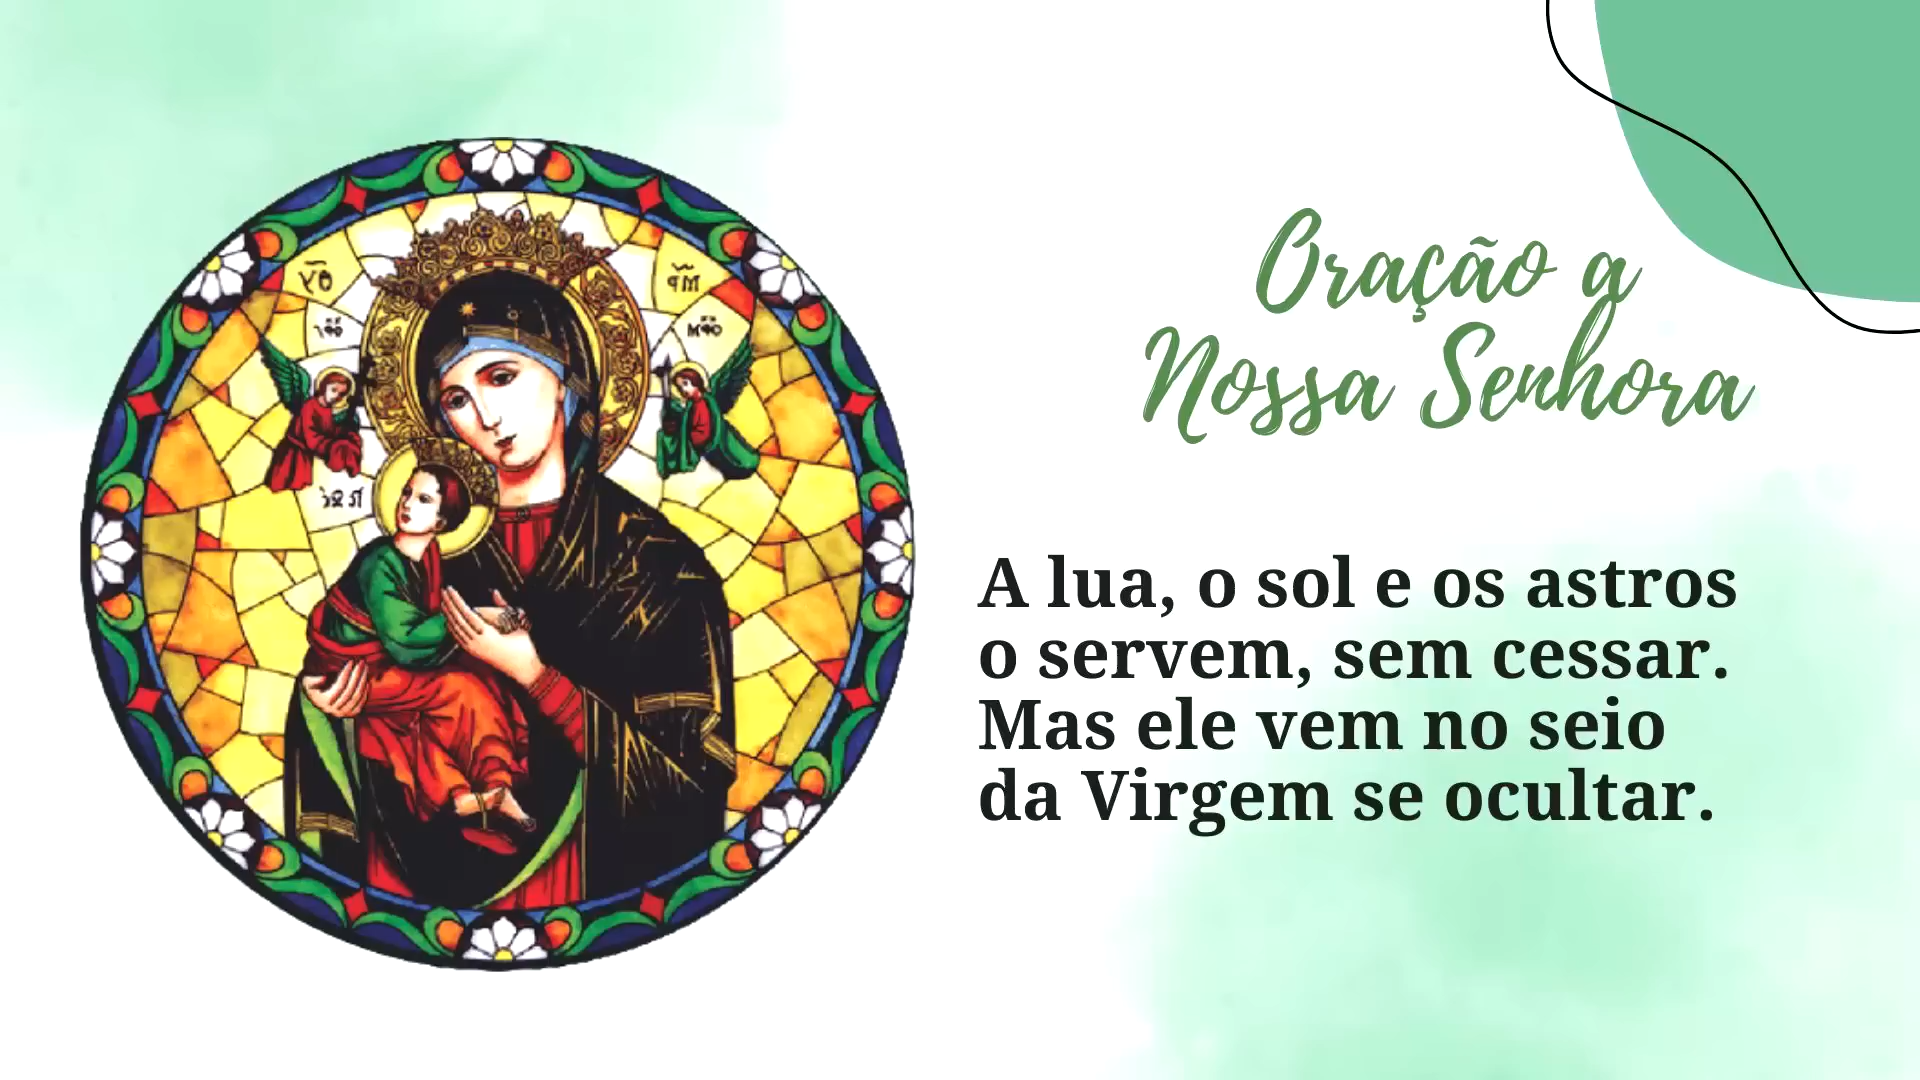 Oração a
Nossa Senhora
A lua, o sol e os astros
o servem, sem cessar.
Mas ele vem no seio
da Virgem se ocultar.